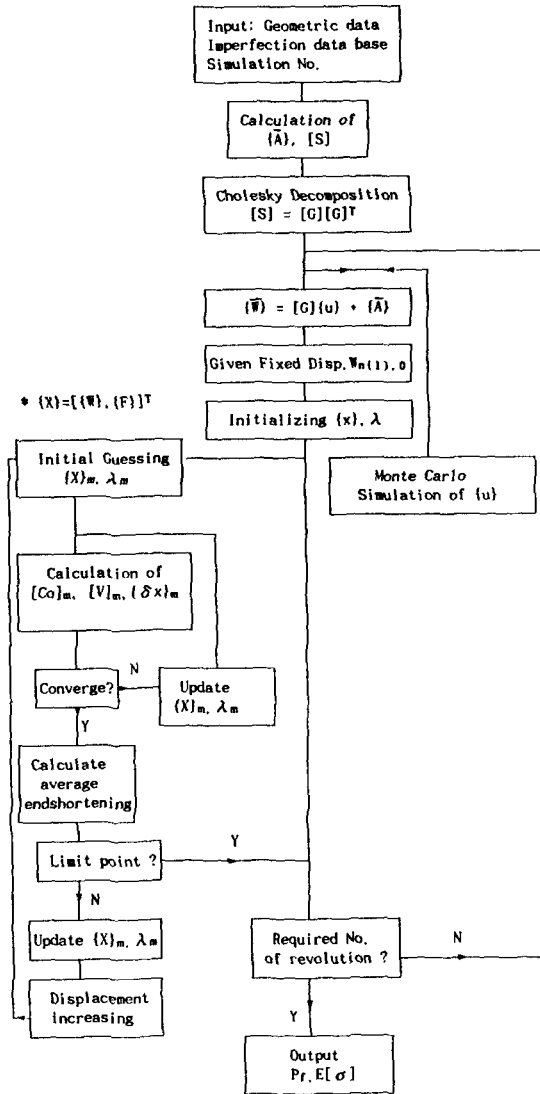 Input: Geometric data
Imperfection data base
Simulation No.
Calculation of
{Ā}, [S]
Cholesky Decomposition
[S] = [G][G]ᵀ
{W̄} = [G]{u} + {Ā}
Given Fixed Disp. Wn(1),0
* {X}=[{W},{F}]ᵀ
Initializing {x}, λ
Initial Guessing
{X}m, λm
Monte Carlo
Simulation of {u}
Calculation of
[Co]m, [V]m, {δx}m
Converge?
N
Update
{X}m, λm
Y
Calculate
average
endshortening
Limit point ?
Y
N
Update {X}m, λm
Required No.
of revolution ?
N
Displacement
increasing
Y
Output
Pf, E[σ]